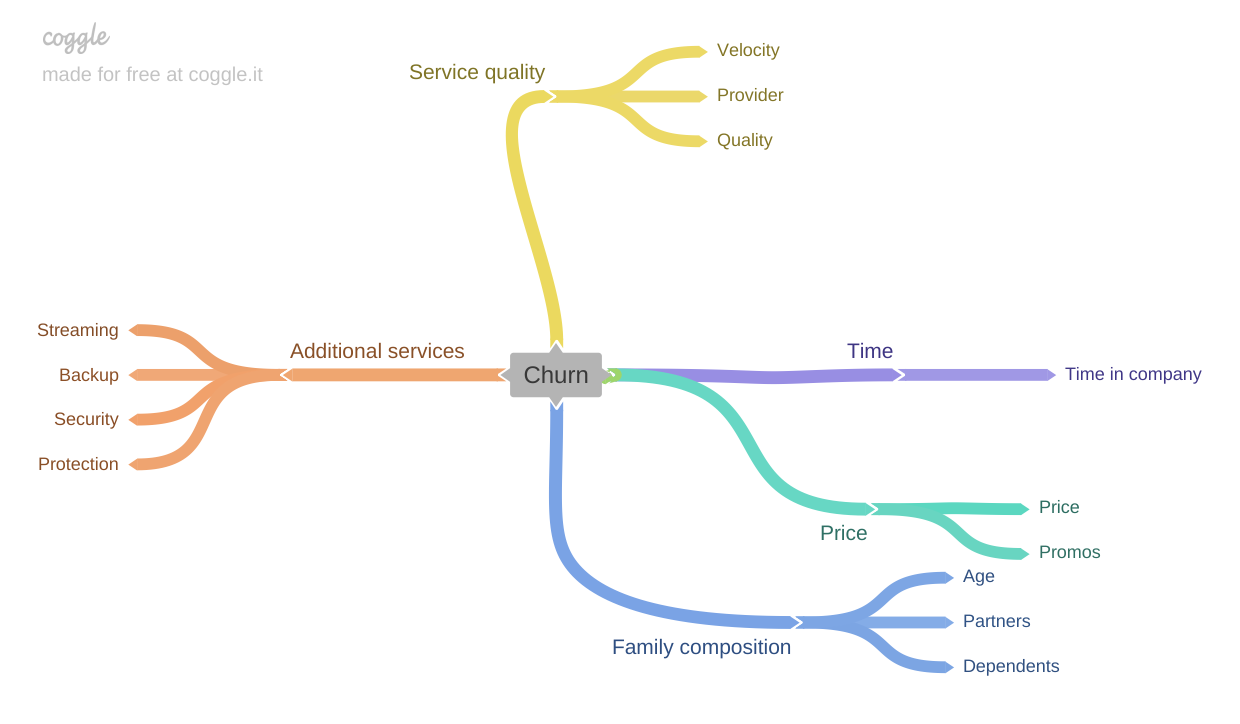 coggle
made for free at coggle.it
Service quality
Velocity
Provider
Quality
Churn
Additional services
Streaming
Backup
Security
Protection
Time
Time in company
Price
Price
Promos
Family composition
Age
Partners
Dependents